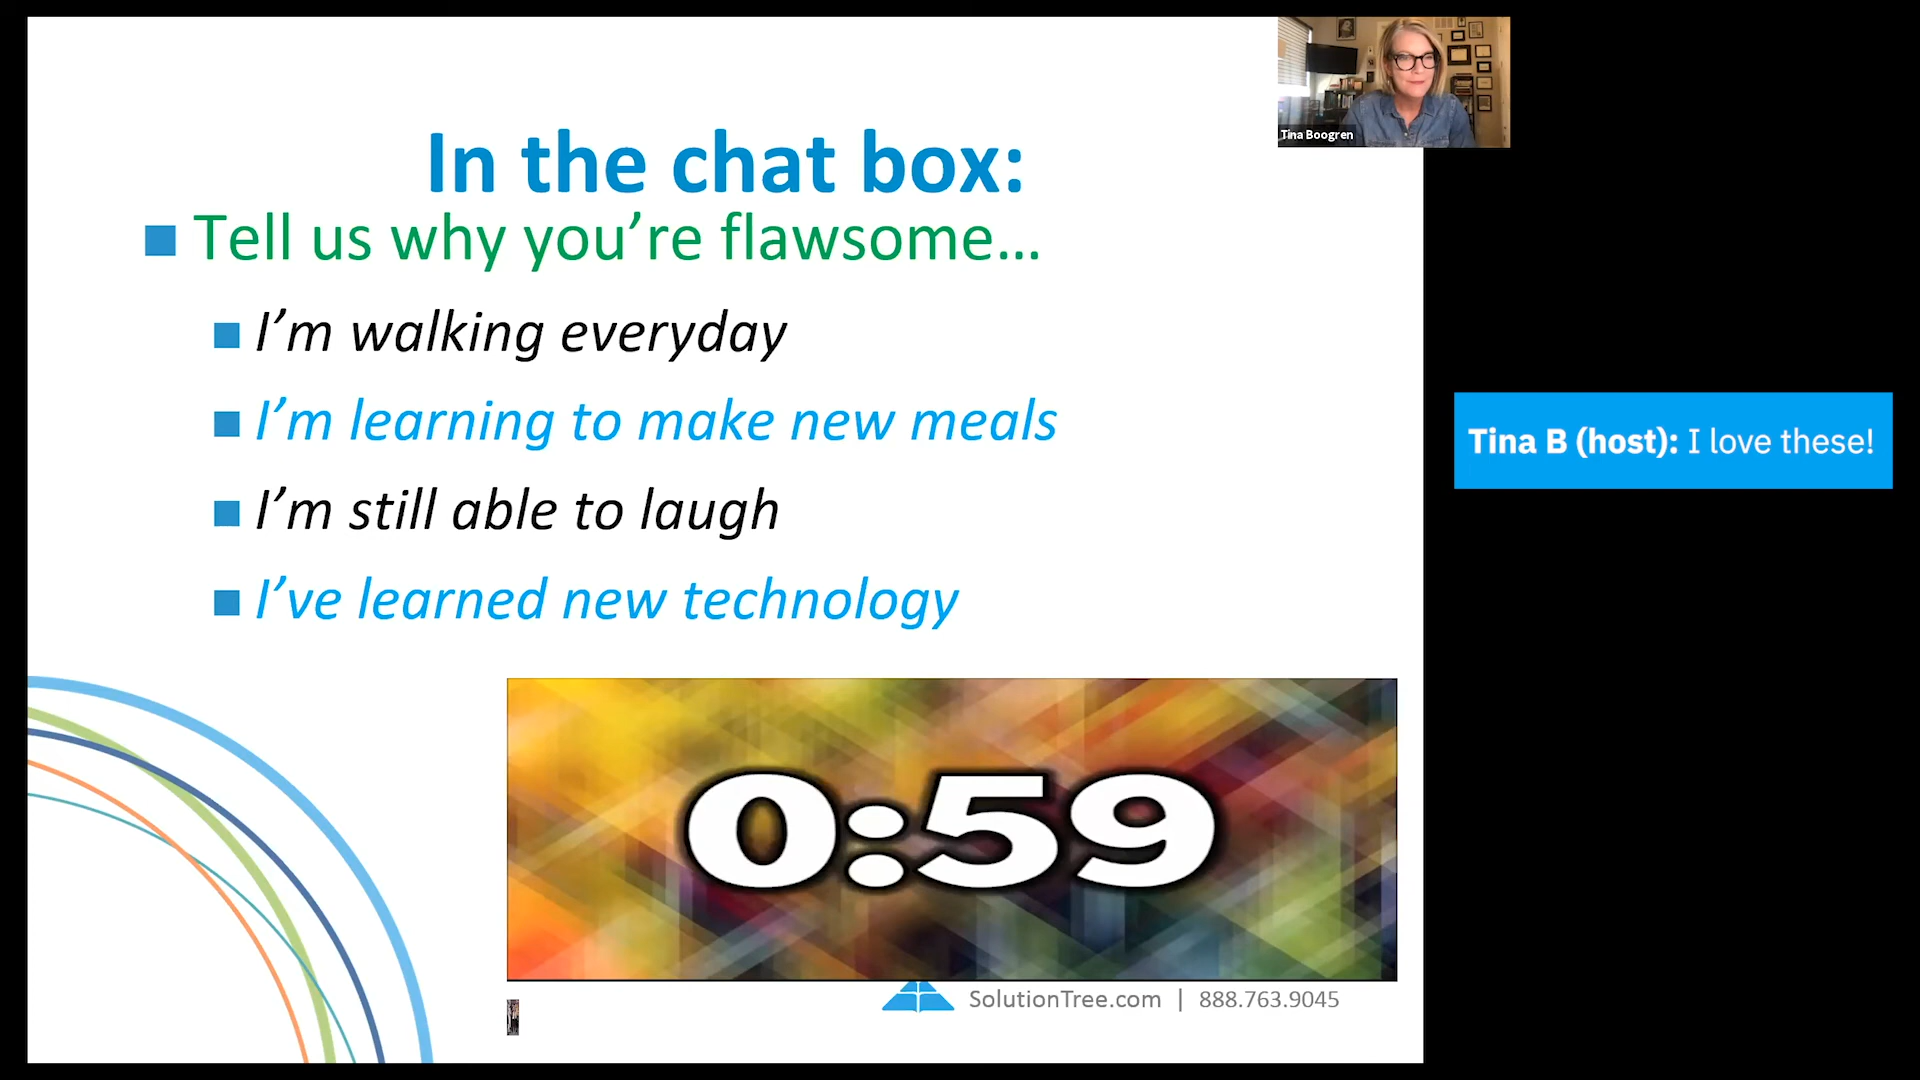 In the chat box:
Tell us why you’re flawsome...
I’m walking everyday
I’m learning to make new meals
I’m still able to laugh
I’ve learned new technology
0:59
SolutionTree.com | 888.763.9045
Tina Boogren
Tina B (host): I love these!